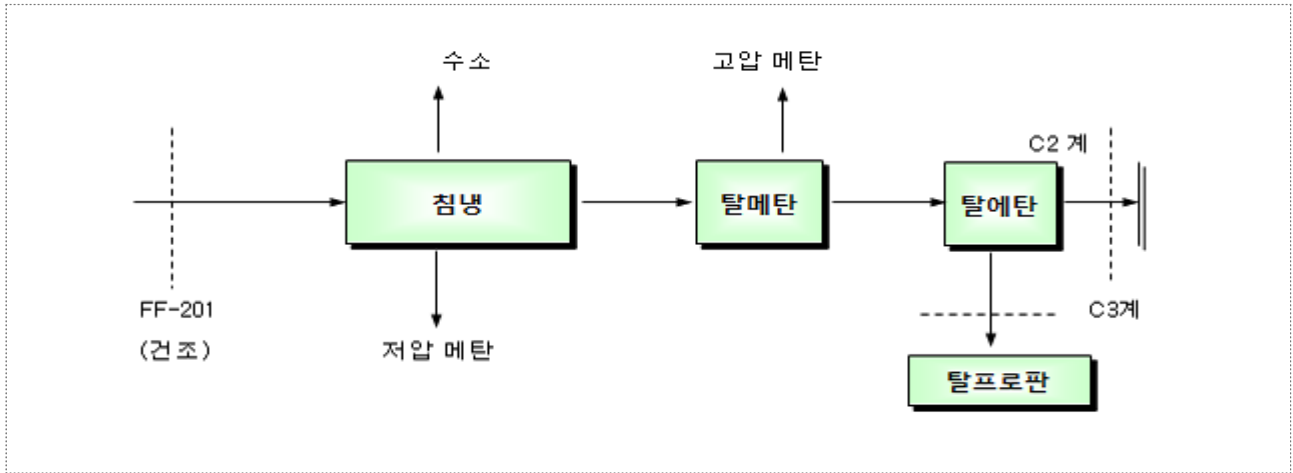 수소
고압 메탄
C2 계
침냉
탈메탄
탈에탄
FF-201
(건조)
저압 메탄
C3계
탈프로판